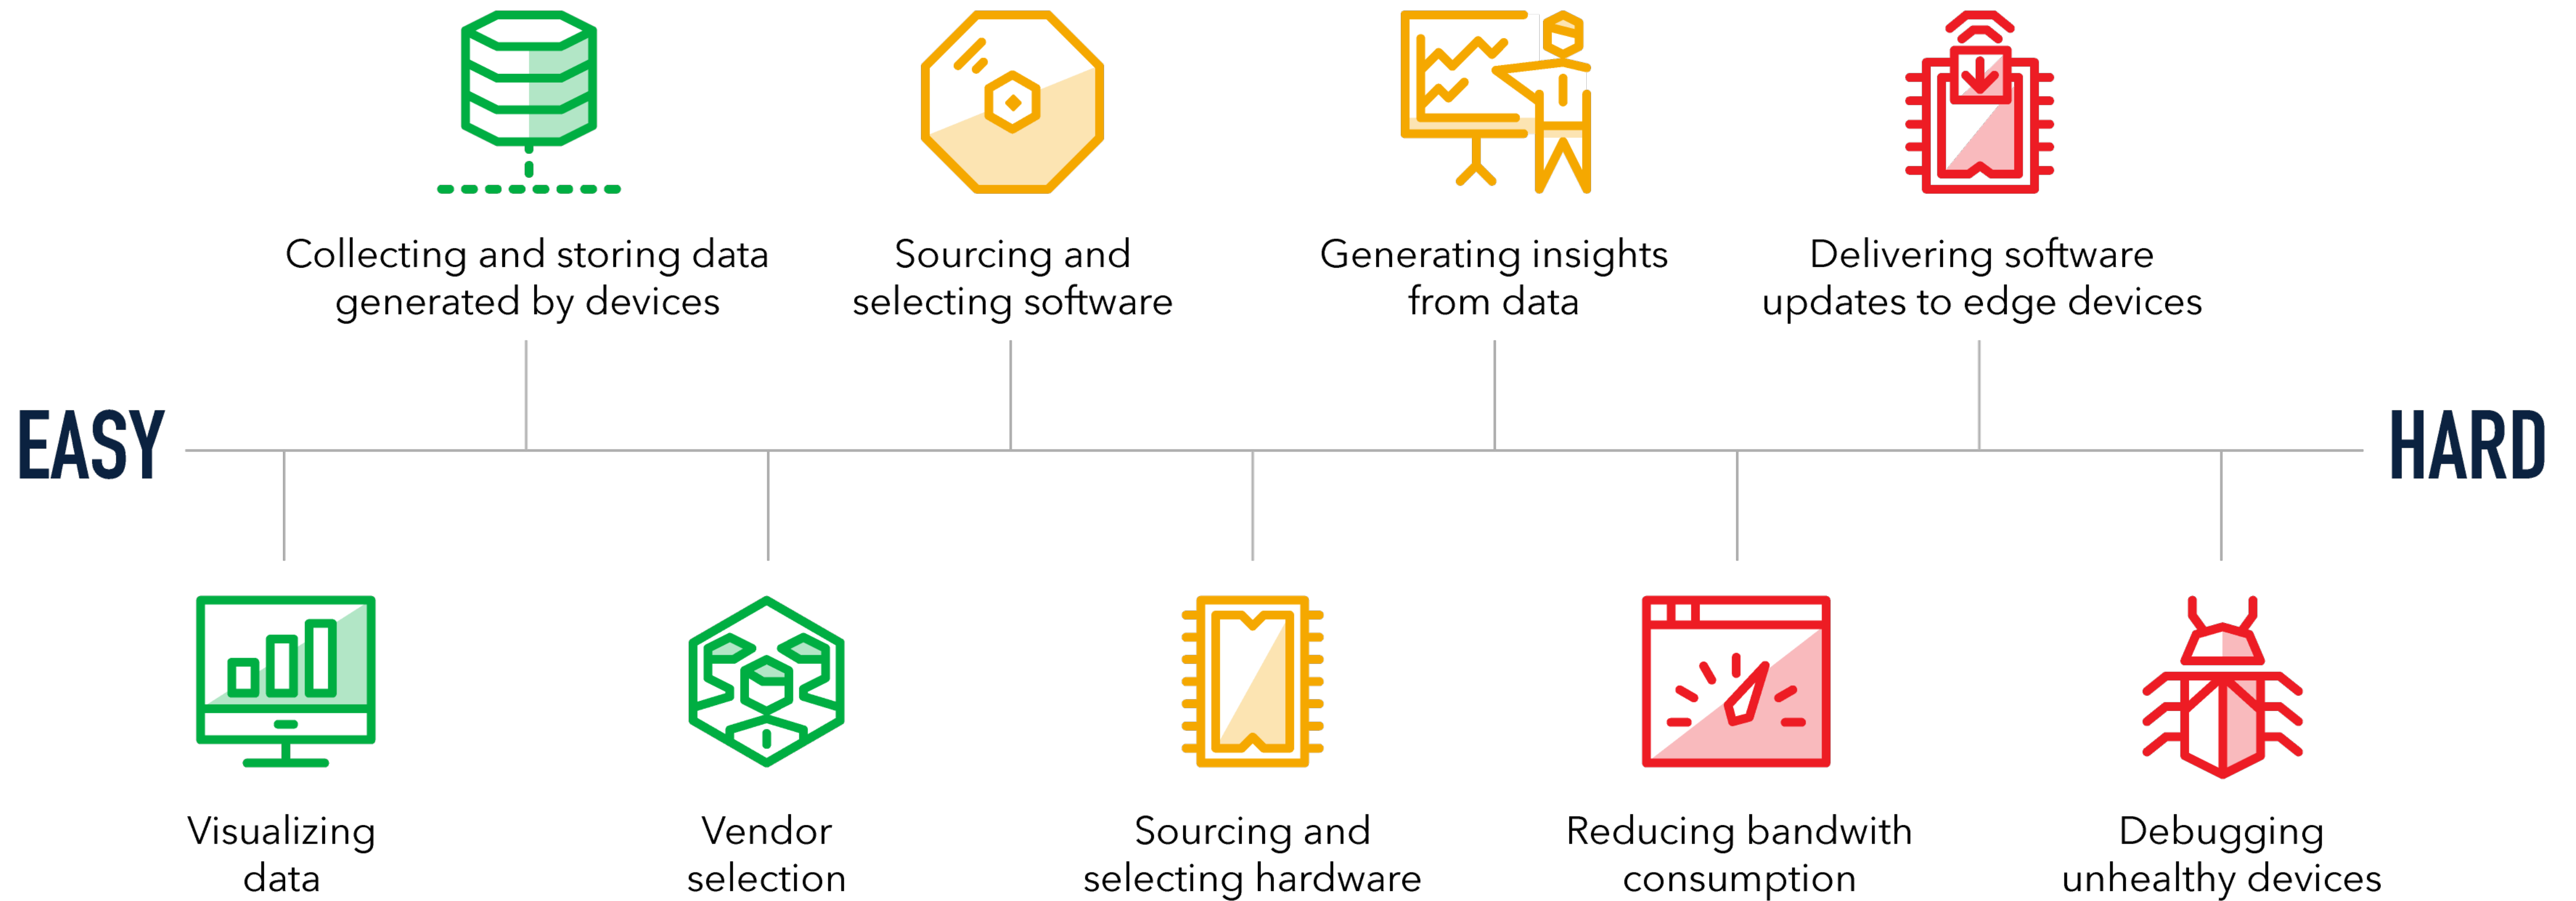 Collecting and storing data
generated by devices
Sourcing and
selecting software
Generating insights
from data
Delivering software
updates to edge devices
EASY
HARD
Visualizing
data
Vendor
selection
Sourcing and
selecting hardware
Reducing bandwith
consumption
Debugging
unhealthy devices